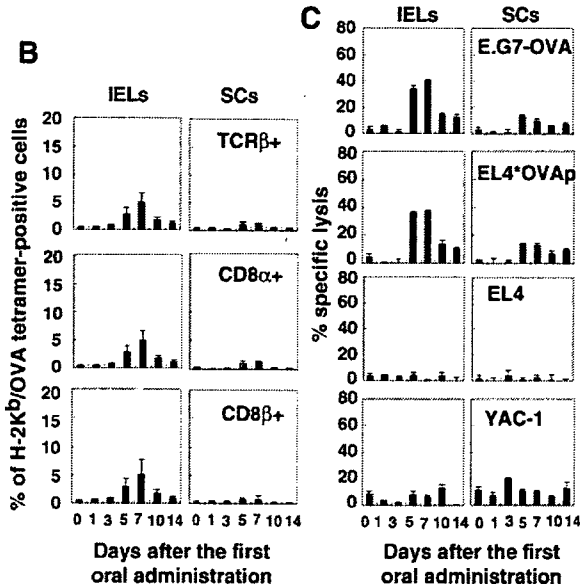 B
IELs SCs
% of H-2Kb/OVA tetramer-positive cells
20
15
10
5
0
TCRβ+
20
15
10
5
0
CD8α+
20
15
10
5
0
CD8β+
0 1 3 5 7 10 14 0 1 3 5 7 10 14
Days after the first
oral administration
C
IELs SCs
% specific lysis
80
60
40
20
0
E.G7-OVA
80
60
40
20
0
EL4*OVAp
80
60
40
20
0
EL4
80
60
40
20
0
YAC-1
0 1 3 5 7 10 14 0 1 3 5 7 10 14
Days after the first
oral administration